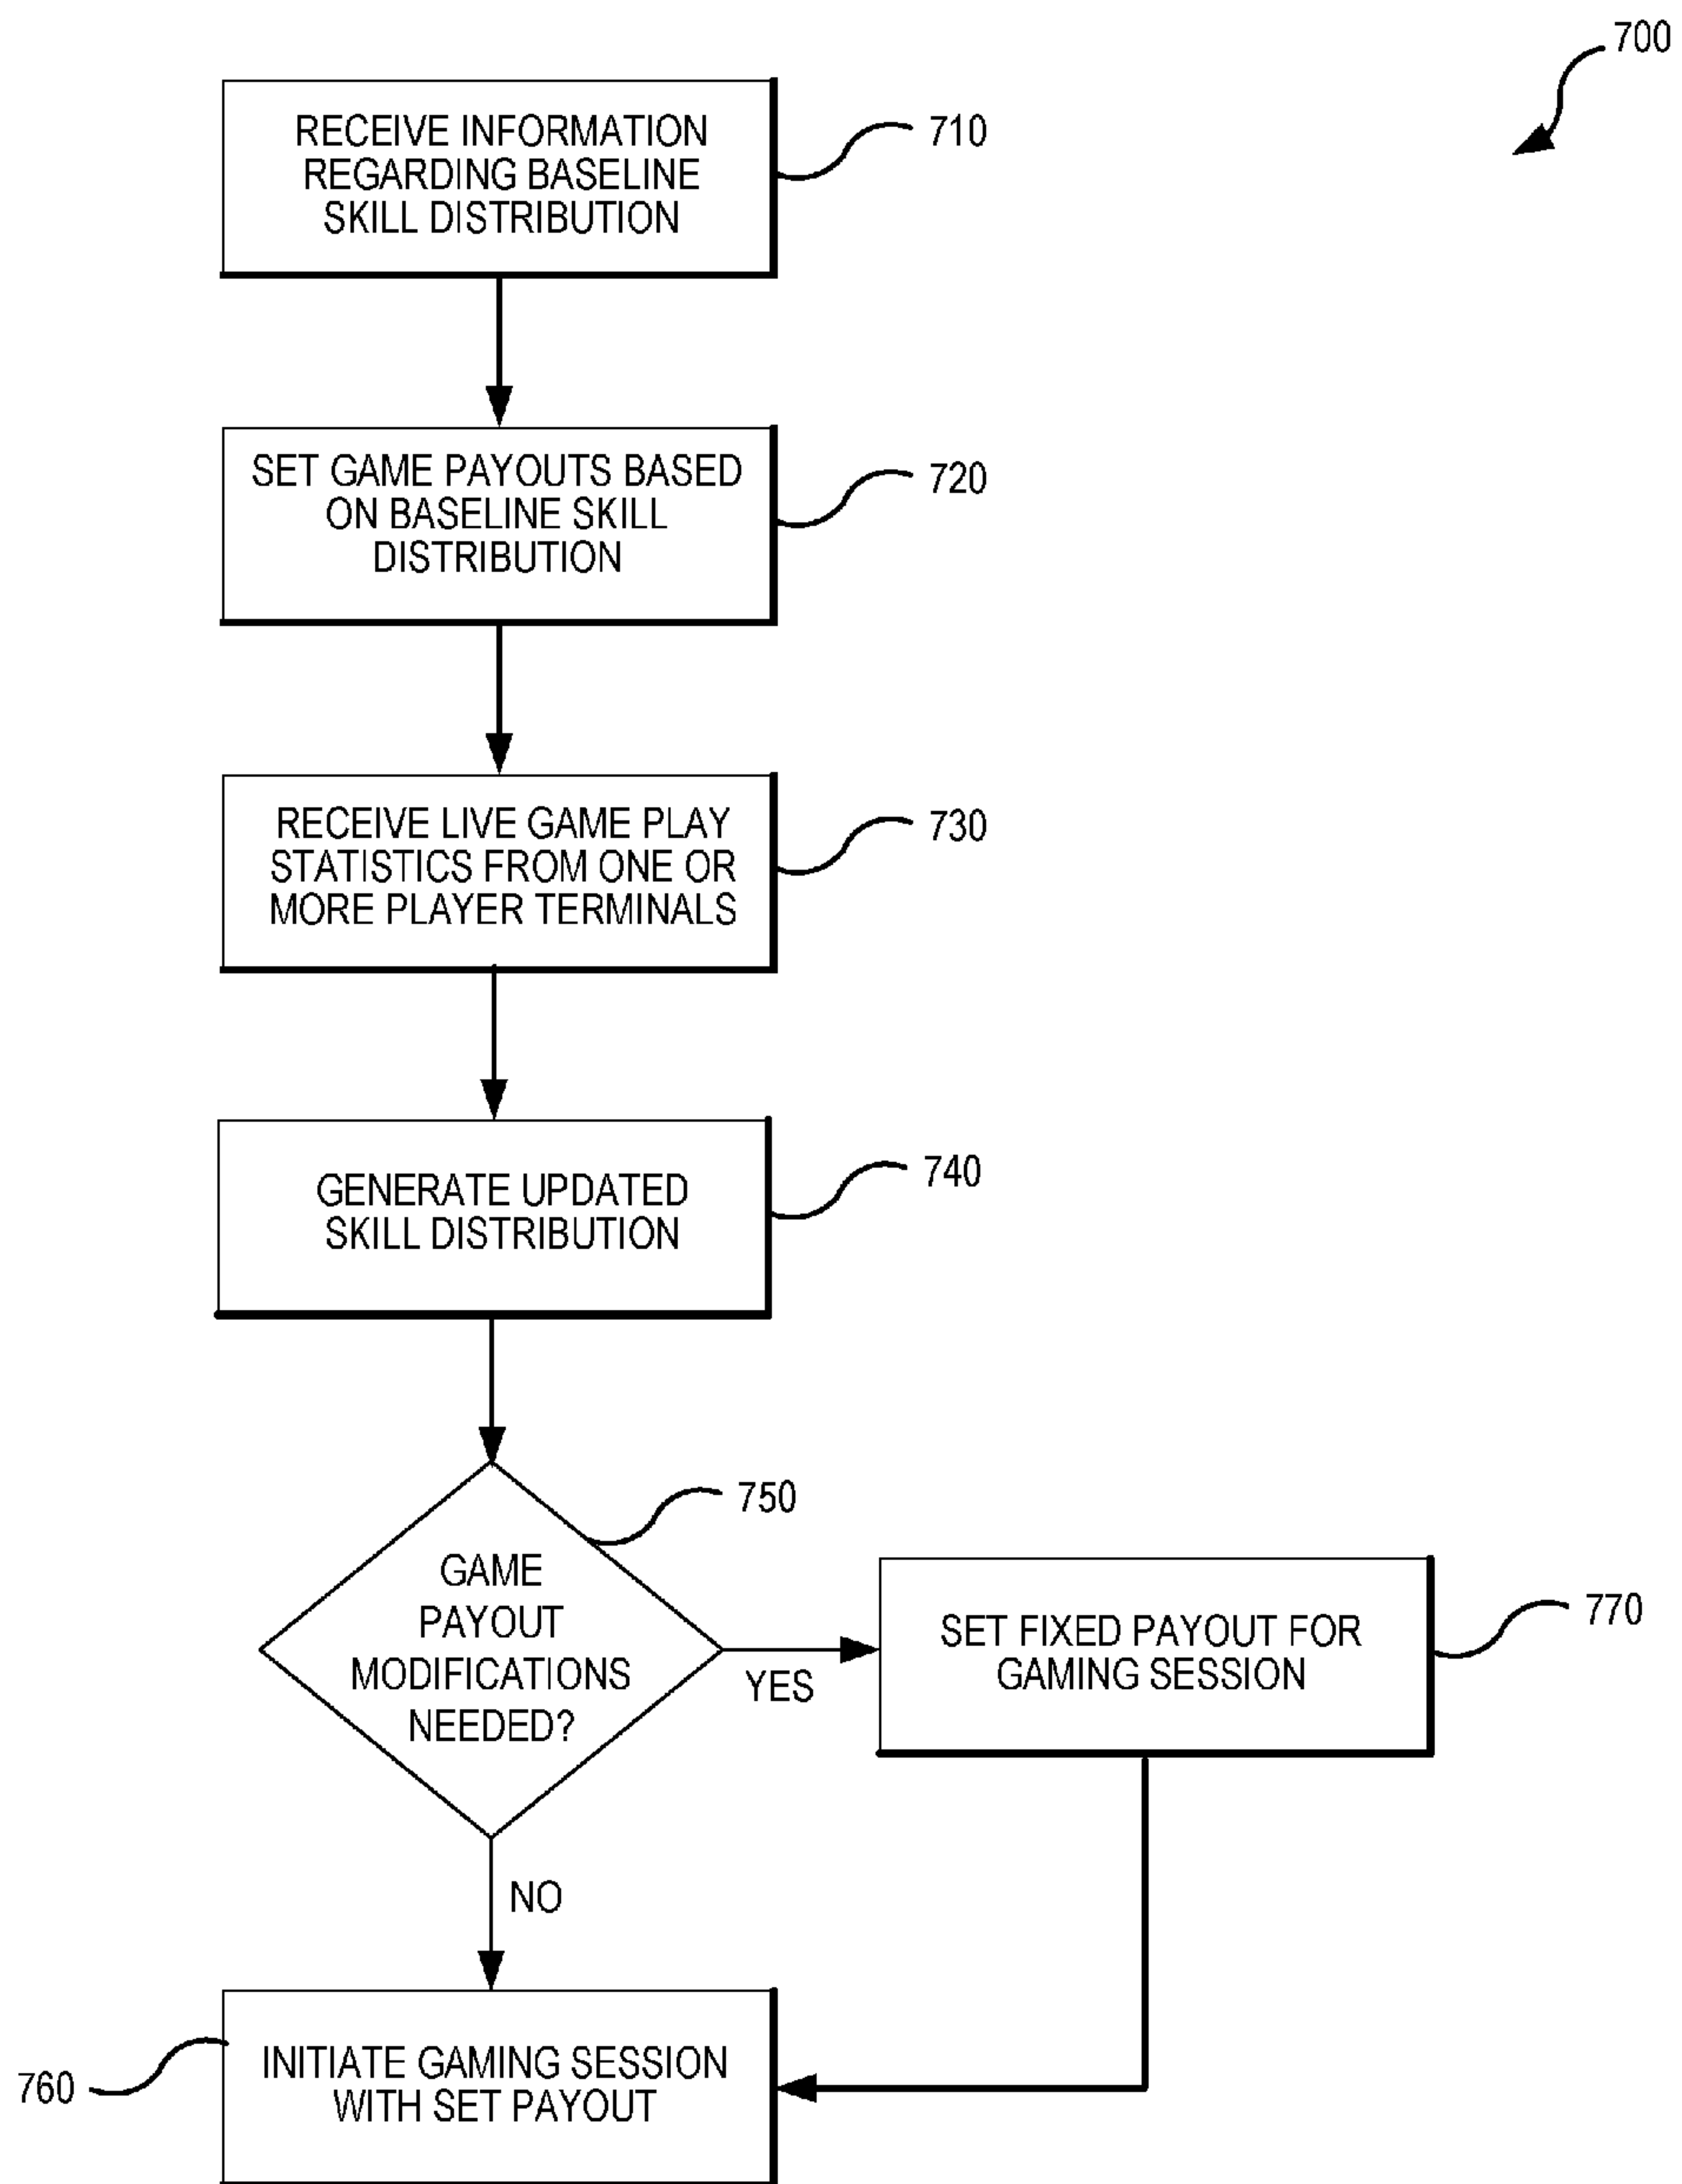 700
RECEIVE INFORMATION
REGARDING BASELINE
SKILL DISTRIBUTION
710
SET GAME PAYOUTS BASED
ON BASELINE SKILL
DISTRIBUTION
720
RECEIVE LIVE GAME PLAY
STATISTICS FROM ONE OR
MORE PLAYER TERMINALS
730
GENERATE UPDATED
SKILL DISTRIBUTION
740
GAME
PAYOUT
MODIFICATIONS
NEEDED?
750
YES
SET FIXED PAYOUT FOR
GAMING SESSION
770
NO
INITIATE GAMING SESSION
WITH SET PAYOUT
760